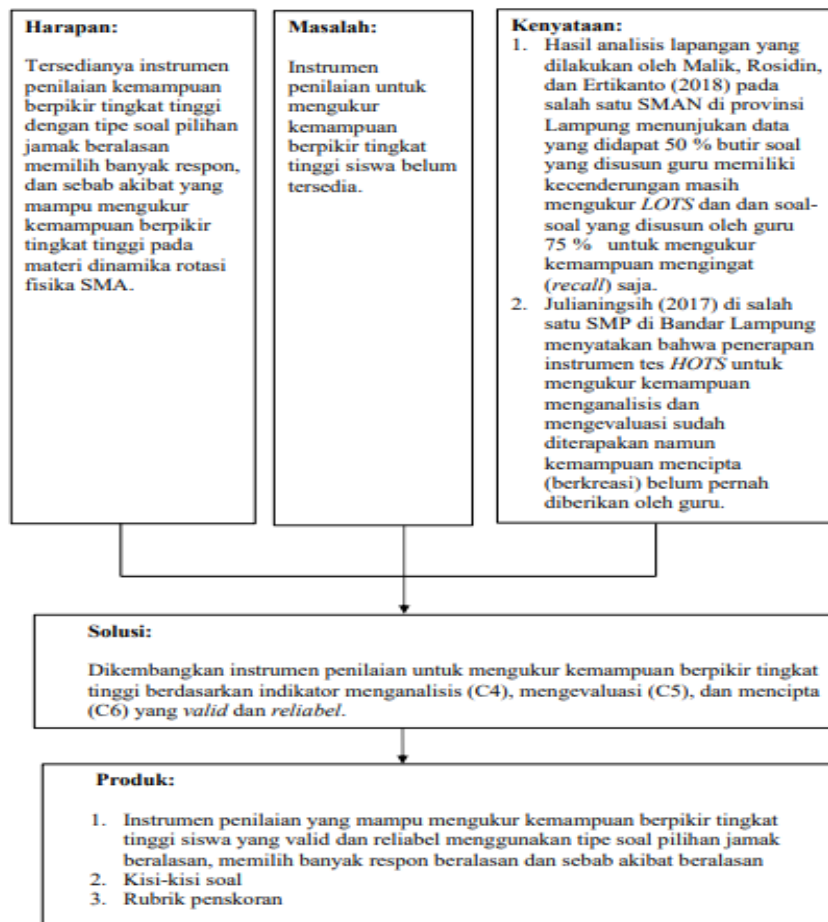 Harapan:
Tersedianya instrumen
penilaian kemampuan
berpikir tingkat tinggi
dengan tipe soal pilihan
jamak beralasan
memilih banyak respon,
dan sebab akibat yang
mampu mengukur
kemampuan berpikir
tingkat tinggi pada
materi dinamika rotasi
fisika SMA.
Masalah:
Instrumen
penilaian untuk
mengukur
kemampuan
berpikir tingkat
tinggi siswa belum
tersedia.
Kenyataan:
1. Hasil analisis lapangan yang
dilakukan oleh Malik, Rosidin,
dan Ertikanto (2018) pada
salah satu SMAN di provinsi
Lampung menunjukan data
yang didapat 50 % butir soal
yang disusun guru memiliki
kecenderungan masih
mengukur LOTS dan dan soal-
soal yang disusun oleh guru
75 % untuk mengukur
kemampuan mengingat
(recall) saja.
2. Julianingsih (2017) di salah
satu SMP di Bandar Lampung
menyatakan bahwa penerapan
instrumen tes HOTS untuk
mengukur kemampuan
menganalisis dan
mengevaluasi sudah
diterapakan namun
kemampuan mencipta
(berkreasi) belum pernah
diberikan oleh guru.
Solusi:
Dikembangkan instrumen penilaian untuk mengukur kemampuan berpikir tingkat
tinggi berdasarkan indikator menganalisis (C4), mengevaluasi (C5), dan mencipta
(C6) yang valid dan reliabel.
Produk:
1. Instrumen penilaian yang mampu mengukur kemampuan berpikir tingkat
tinggi siswa yang valid dan reliabel menggunakan tipe soal pilihan jamak
beralasan, memilih banyak respon beralasan dan sebab akibat beralasan
2. Kisi-kisi soal
3. Rubrik penskoran